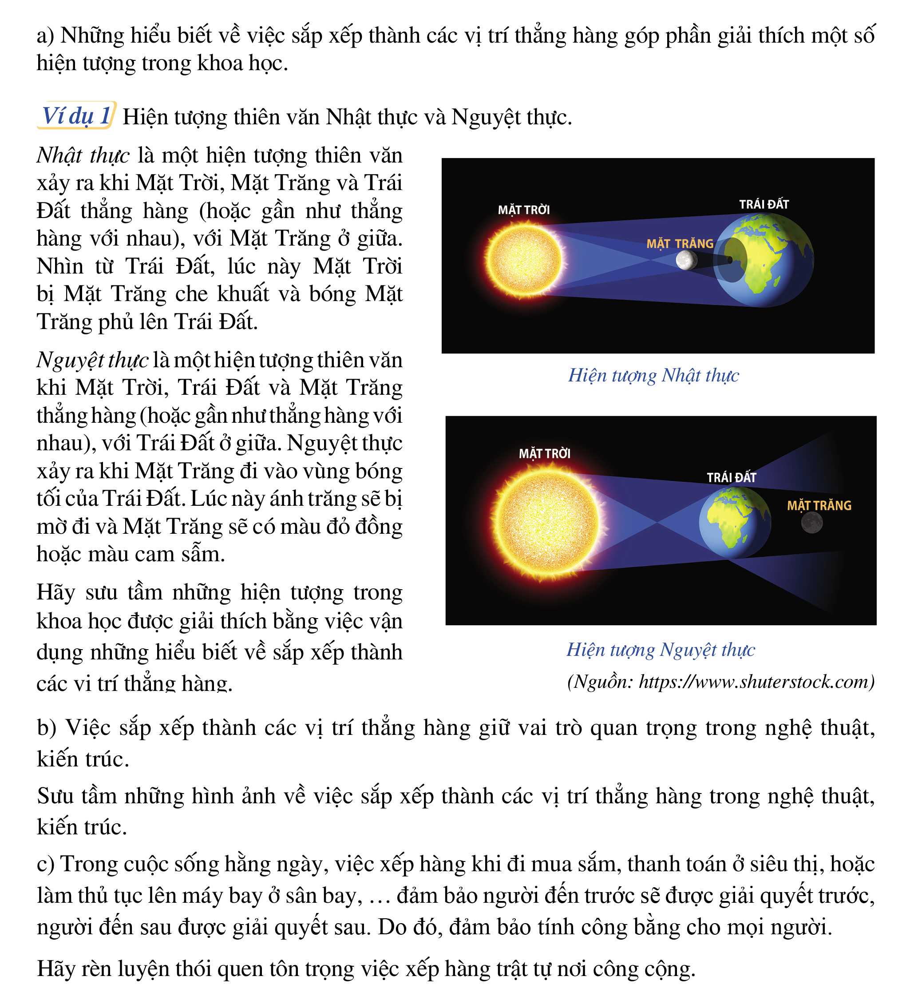 a) Những hiểu biết về việc sắp xếp thành các vị trí thẳng hàng góp phần giải thích một số
hiện tượng trong khoa học.
Ví dụ 1 Hiện tượng thiên văn Nhật thực và Nguyệt thực.
Nhật thực là một hiện tượng thiên văn
xảy ra khi Mặt Trời, Mặt Trăng và Trái
Đất thẳng hàng (hoặc gần như thẳng
hàng với nhau), với Mặt Trăng ở giữa.
Nhìn từ Trái Đất, lúc này Mặt Trời
bị Mặt Trăng che khuất và bóng Mặt
Trăng phủ lên Trái Đất.
MẶT TRỜI
MẶT TRĂNG
TRÁI ĐẤT
Hiện tượng Nhật thực
Nguyệt thực là một hiện tượng thiên văn
khi Mặt Trời, Trái Đất và Mặt Trăng
thẳng hàng (hoặc gần như thẳng hàng với
nhau), với Trái Đất ở giữa. Nguyệt thực
xảy ra khi Mặt Trăng đi vào vùng bóng
tối của Trái Đất. Lúc này ánh trăng sẽ bị
mờ đi và Mặt Trăng sẽ có màu đỏ đồng
hoặc màu cam sẫm.
Hãy sưu tầm những hiện tượng trong
khoa học được giải thích bằng việc vận
dụng những hiểu biết về sắp xếp thành
các vị trí thẳng hàng.
MẶT TRỜI
TRÁI ĐẤT
MẶT TRĂNG
Hiện tượng Nguyệt thực
(Nguồn: https://www.shuterstock.com)
b) Việc sắp xếp thành các vị trí thẳng hàng giữ vai trò quan trọng trong nghệ thuật,
kiến trúc.
Sưu tầm những hình ảnh về việc sắp xếp thành các vị trí thẳng hàng trong nghệ thuật,
kiến trúc.
c) Trong cuộc sống hằng ngày, việc xếp hàng khi đi mua sắm, thanh toán ở siêu thị, hoặc
làm thủ tục lên máy bay ở sân bay, … đảm bảo người đến trước sẽ được giải quyết trước,
người đến sau được giải quyết sau. Do đó, đảm bảo tính công bằng cho mọi người.
Hãy rèn luyện thói quen tôn trọng việc xếp hàng trật tự nơi công cộng.